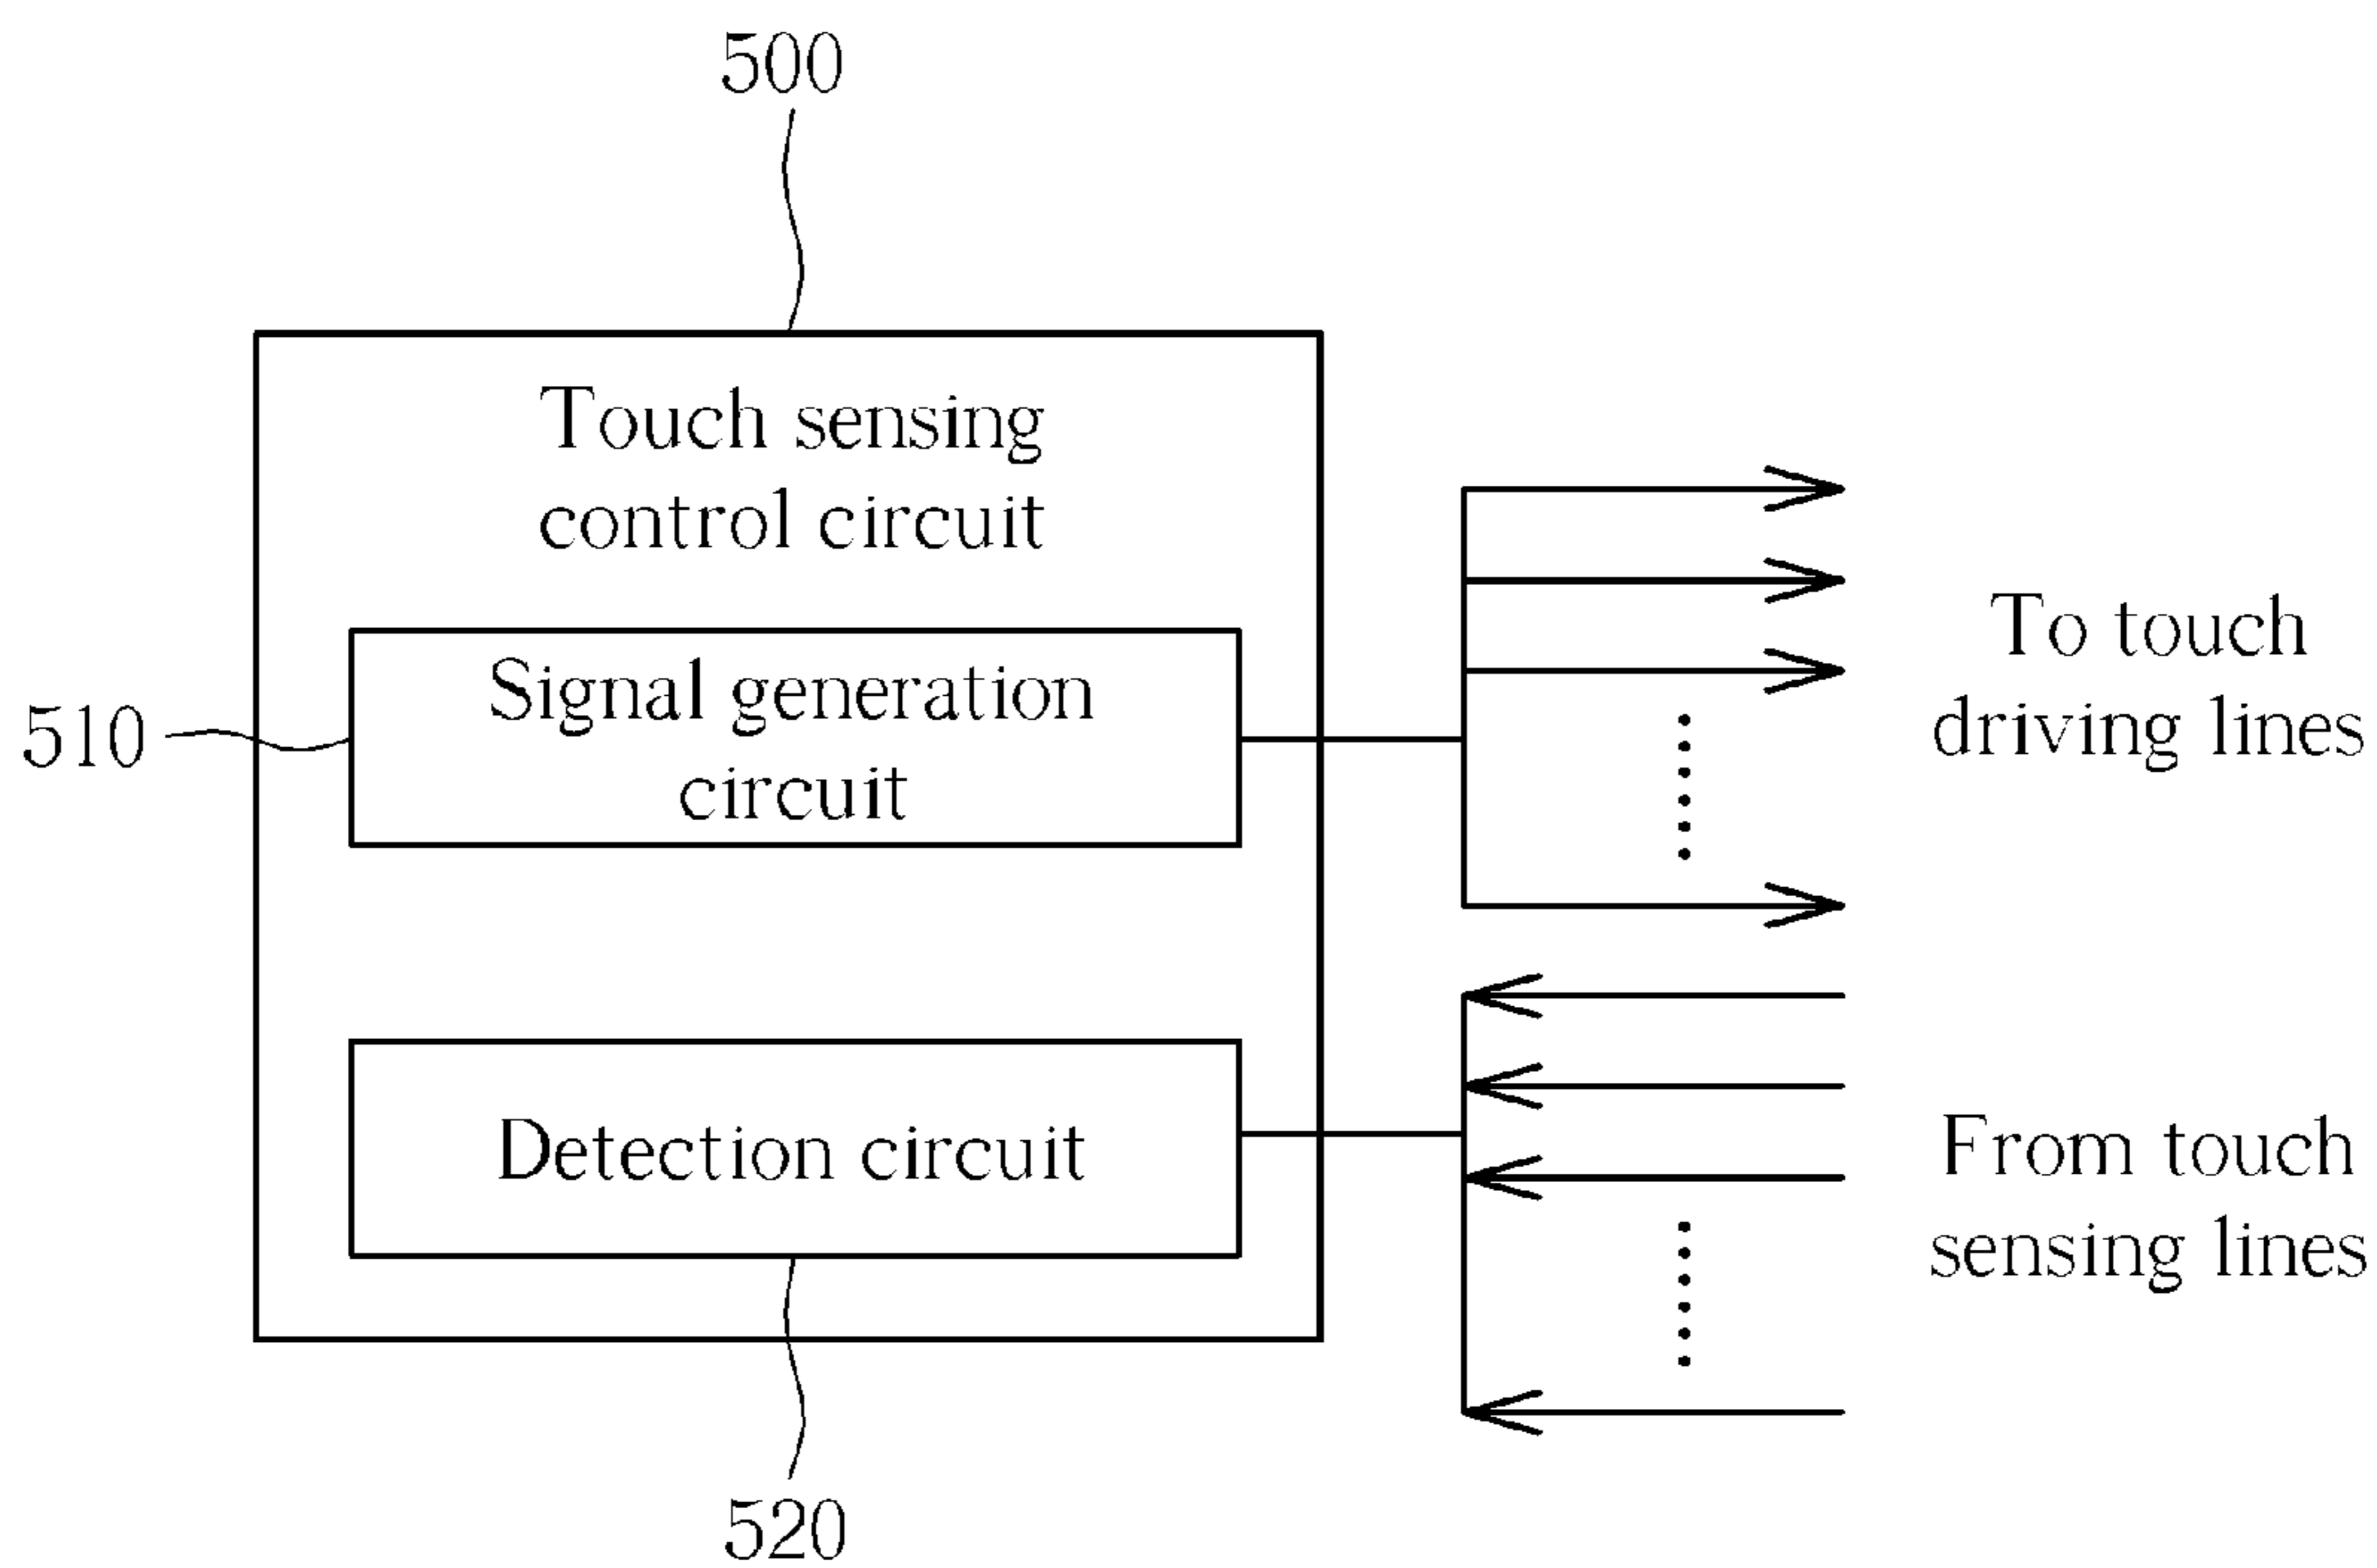 500
Touch sensing
control circuit
510
Signal generation
circuit
To touch
driving lines
Detection circuit
From touch
sensing lines
520